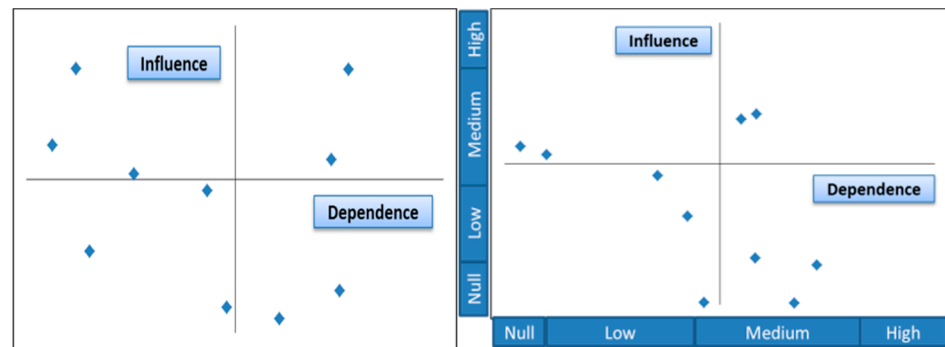 Influence
Dependence
High
Medium
Low
Null
Influence
Dependence
Null
Low
Medium
High